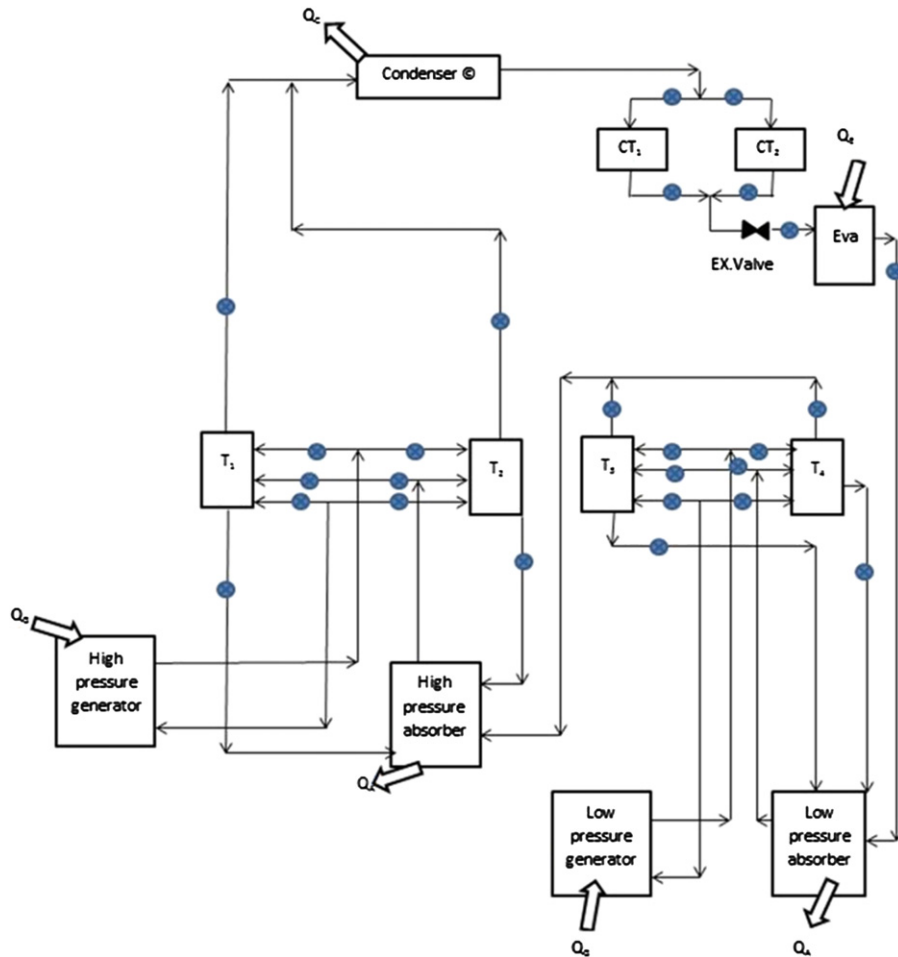 Qc
Condenser ©
CT₁
CT₂
QE
Eva
EX.Valve
T₁
T₂
T₃
T₄
QG
High
pressure
generator
High
pressure
absorber
QA
Low
pressure
generator
Low
pressure
absorber
QG
QA